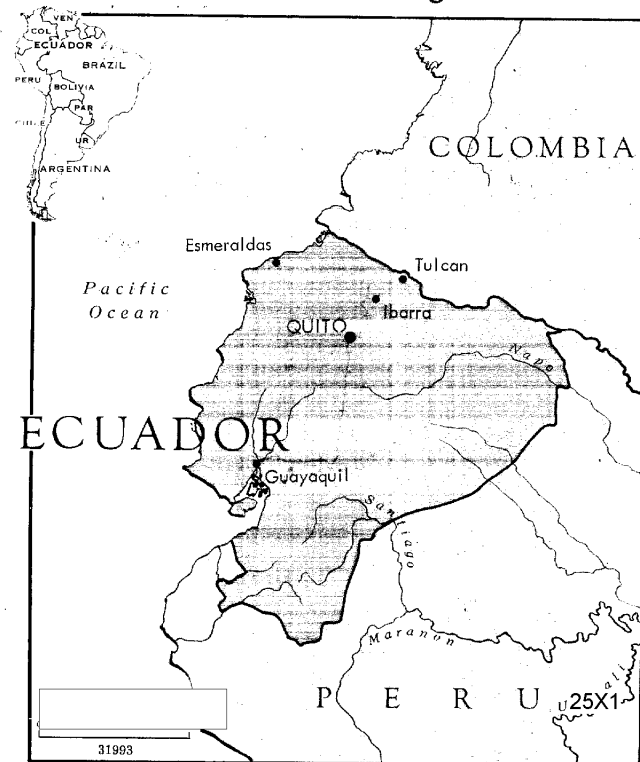 VEN
COL
ECUADOR
BRAZIL
PERU
BOLIVIA
PAR
CHILE
UR
ARGENTINA
COLOMBIA
Esmeraldas
Tulcan
Pacific
Ocean
Ibarra
QUITO
Napo
ECUADOR
Guayaquil
Santiago
Maranon
PERU
25X1
31993